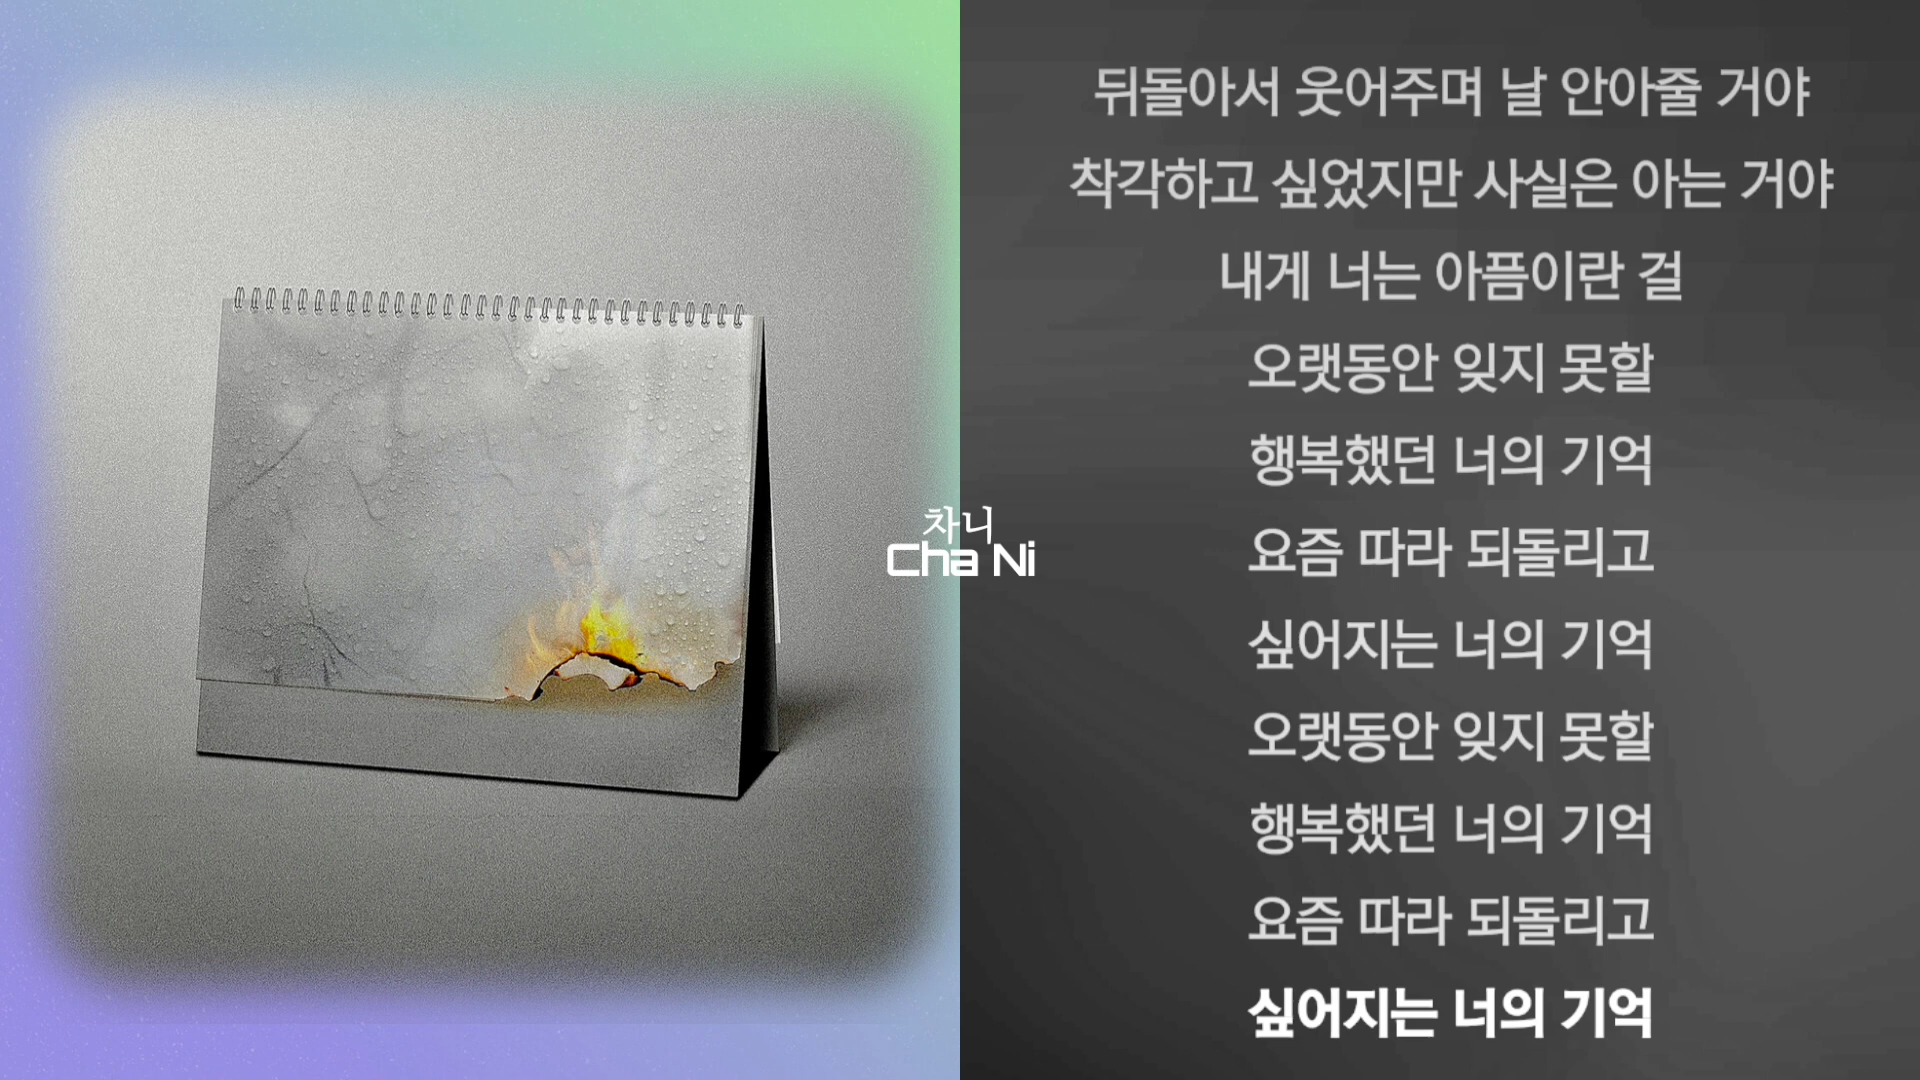 뒤돌아서 웃어주며 날 안아줄 거야
착각하고 싶었지만 사실은 아는 거야
내게 너는 아픔이란 걸
오랫동안 잊지 못할
행복했던 너의 기억
요즘 따라 되돌리고
싶어지는 너의 기억
오랫동안 잊지 못할
행복했던 너의 기억
요즘 따라 되돌리고
싶어지는 너의 기억
차니
Cha Ni